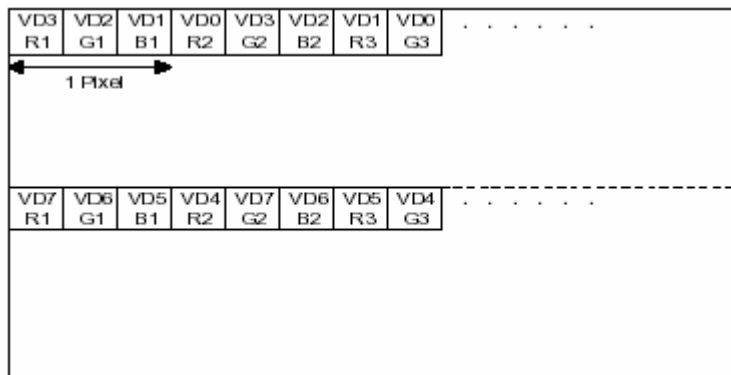 VD3 VD2 VD1 VD0 VD3 VD2 VD1 VD0 . . . . . .
R1 G1 B1 R2 G2 B2 R3 G3
1 Pixel
VD7 VD6 VD5 VD4 VD7 VD6 VD5 VD4 . . . . . .
R1 G1 B1 R2 G2 B2 R3 G3